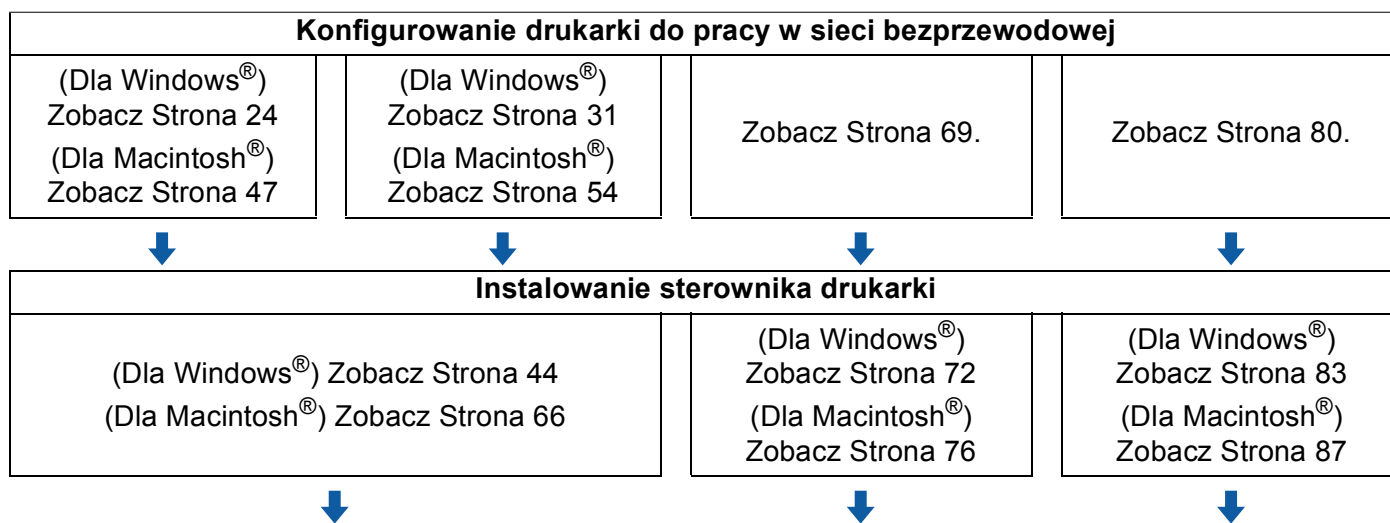 Konfigurowanie drukarki do pracy w sieci bezprzewodowej
(Dla Windows®)
Zobacz Strona 24
(Dla Macintosh®)
Zobacz Strona 47
(Dla Windows®)
Zobacz Strona 31
(Dla Macintosh®)
Zobacz Strona 54
Zobacz Strona 69.
Zobacz Strona 80.
Instalowanie sterownika drukarki
(Dla Windows®) Zobacz Strona 44
(Dla Macintosh®) Zobacz Strona 66
(Dla Windows®)
Zobacz Strona 72
(Dla Macintosh®)
Zobacz Strona 76
(Dla Windows®)
Zobacz Strona 83
(Dla Macintosh®)
Zobacz Strona 87